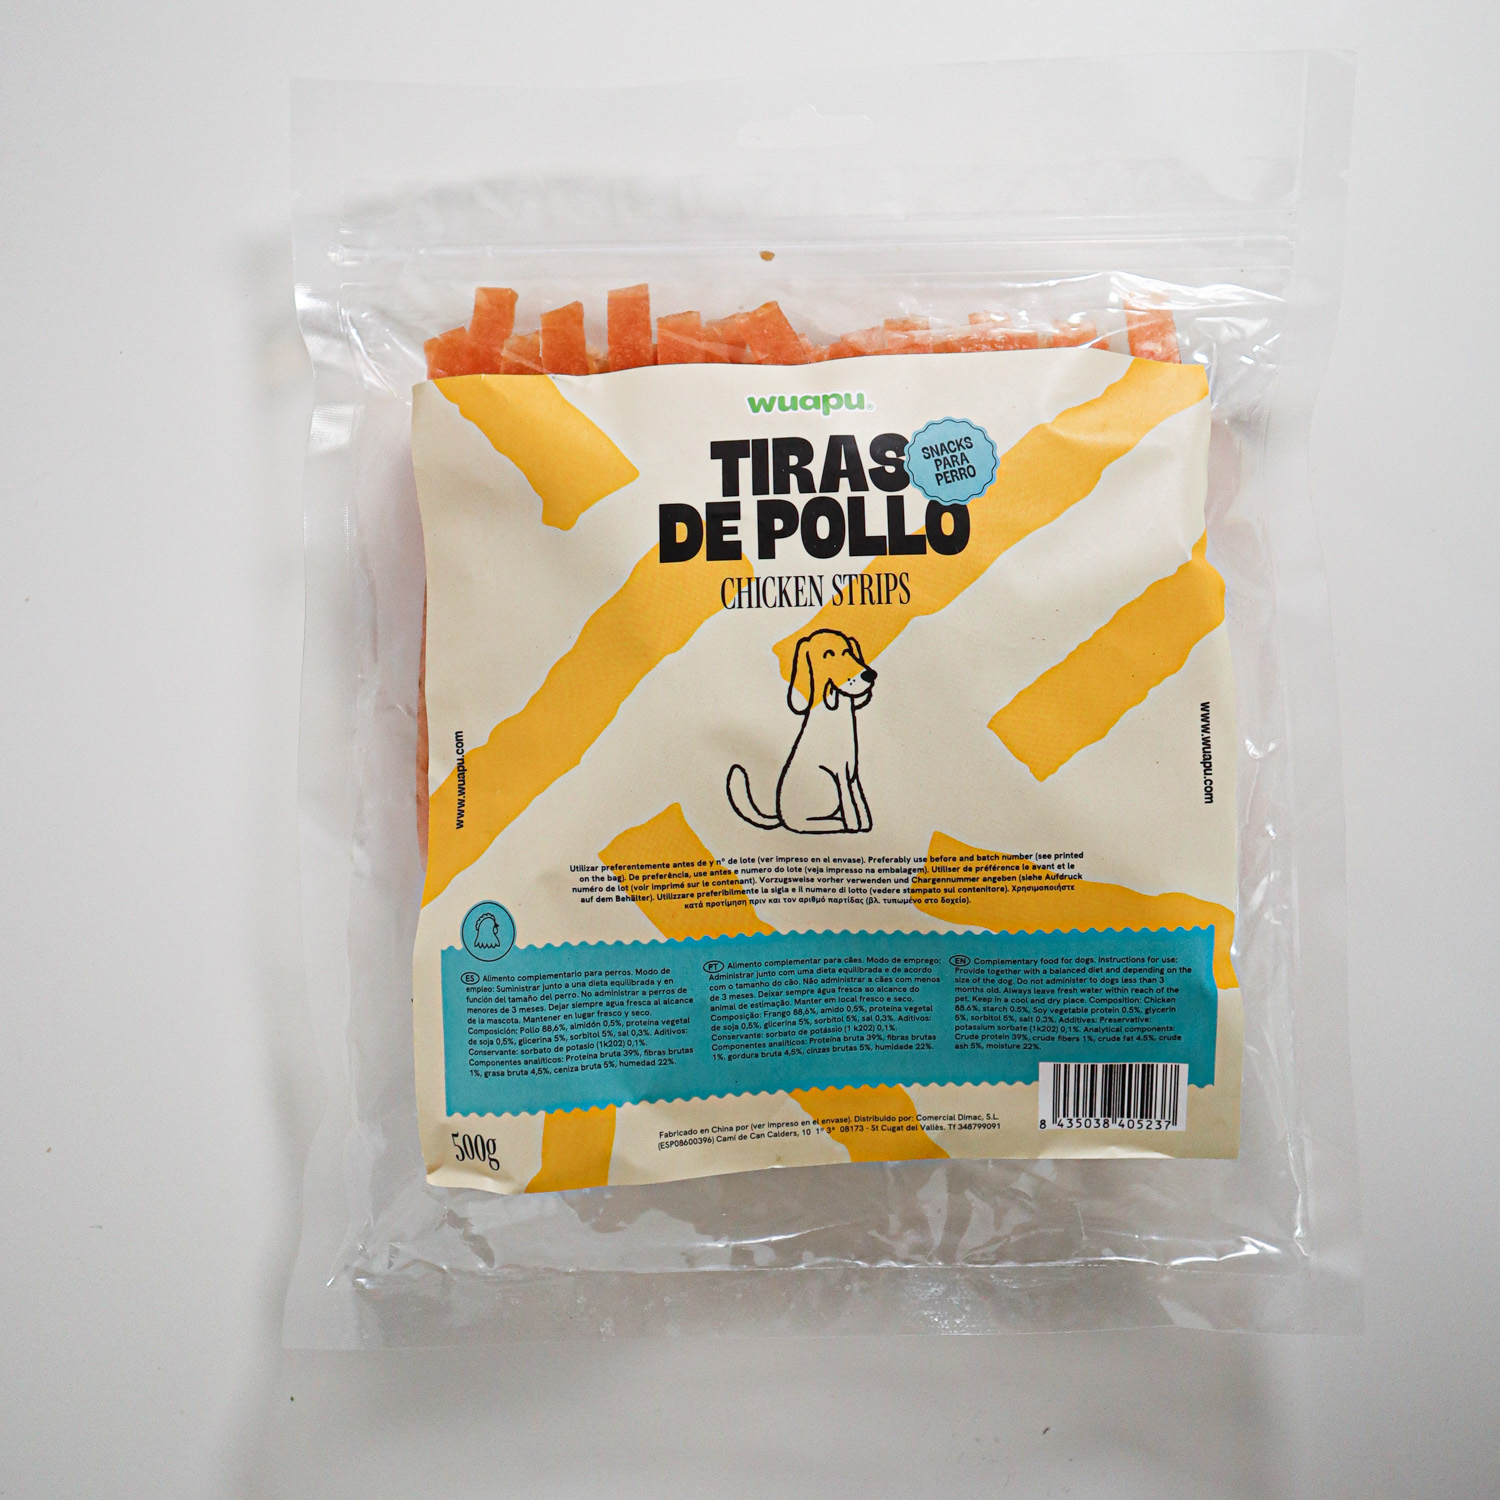 wuapu®
TIRAS
DE POLLO
SNACKS
PARA
PERRO
CHICKEN STRIPS
www.wuapu.com
www.wuapu.com
Utilizar preferentemente antes de y nº de lote (ver impreso en el envase). Preferably use before and batch number (see printed
on the bag). De preferência, use antes e numero do lote (veja impresso na embalagem). Utiliser de préférence le avant et le
numéro de lot (voir imprimé sur le contenant). Vorzugsweise vorher verwenden und Chargennummer angeben (siehe Aufdruck
auf dem Behälter). Utilizzare preferibilmente la sigla e il numero di lotto (vedere stampato sul contenitore). Χρησιμοποιήστε
κατά προτίμηση πριν και τον αριθμό παρτίδας (βλ. τυπωμένο στο δοχείο).
ES Alimento complementario para perros. Modo de
empleo: Suministrar junto a una dieta equilibrada y en
función del tamaño del perro. No administrar a perros de
menores de 3 meses. Dejar siempre agua fresca al alcance
de la mascota. Mantener en lugar fresco y seco.
Composición: Pollo 88,6%, almidón 0,5%, proteína vegetal
de soja 0,5%, glicerina 5%, sorbitol 5%, sal 0,3%. Aditivos:
Conservante: sorbato de potasio (1k202) 0,1%.
Componentes analíticos: Proteína bruta 39%, fibras brutas
1%, grasa bruta 4,5%, ceniza bruta 5%, humedad 22%.
PT Alimento complementar para cães. Modo de emprego:
Administrar junto com uma dieta equilibrada e de acordo
com o tamanho do cão. Não administrar a cães com menos
de 3 meses. Deixar sempre água fresca ao alcance do
animal de estimação. Manter em local fresco e seco.
Composição: Frango 88,6%, amido 0,5%, proteína vegetal
de soja 0,5%, glicerina 5%, sorbitol 5%, sal 0,3%. Aditivos:
Conservante: sorbato de potássio (1 k202) 0,1%.
Componentes analíticos: Proteína bruta 39%, fibras brutas
1%, gordura bruta 4,5%, cinzas brutas 5%, humidade 22%.
EN Complementary food for dogs. Instructions for use:
Provide together with a balanced diet and depending on the
size of the dog. Do not administer to dogs less than 3
months old. Always leave fresh water within reach of the
pet. Keep in a cool and dry place. Composition: Chicken
88.6%, starch 0.5%, Soy vegetable protein 0.5%, glycerin
5%, sorbitol 5%, salt 0.3%. Additives: Preservative:
potassium sorbate (1k202) 0,1%. Analytical components:
Crude protein 39%, crude fibers 1%, crude fat 4.5%, crude
ash 5%, moisture 22%.
500g
Fabricado en China por (ver impreso en el envase). Distribuido por: Comercial Dimac, S.L.
(ESP08600396) Camí de Can Calders, 10 1º 3ª 08173 - St Cugat del Vallès. Tf 348799091
8 435038 405237